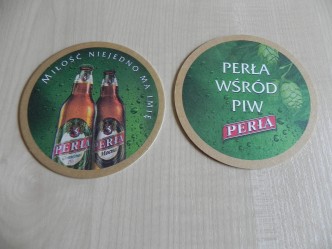 MIŁOŚĆ NIEJEDNO MA IMIĘ
PERŁA
PERŁA
PERŁA
WŚRÓD
PIW
PERŁA